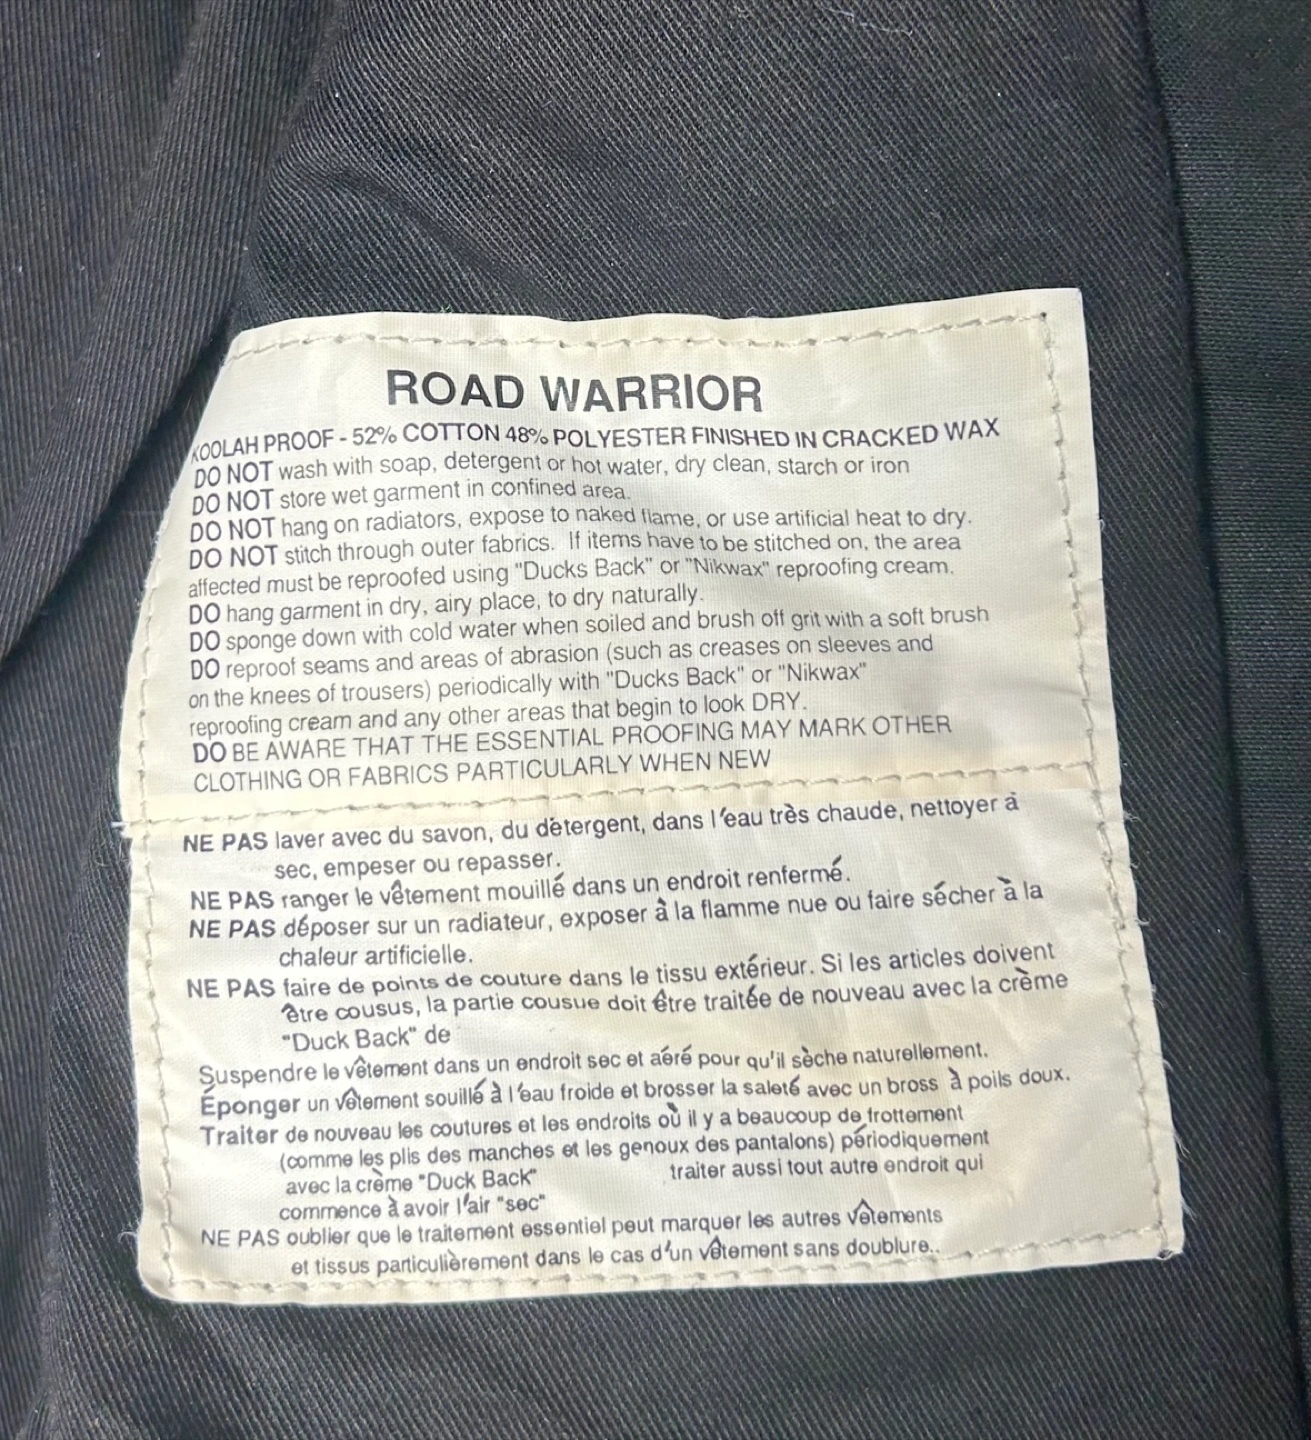 ROAD WARRIOR
KOOLAH PROOF - 52% COTTON 48% POLYESTER FINISHED IN CRACKED WAX
DO NOT wash with soap, detergent or hot water, dry clean, starch or iron
DO NOT store wet garment in confined area.
DO NOT hang on radiators, expose to naked flame, or use artificial heat to dry.
DO NOT stitch through outer fabrics. If items have to be stitched on, the area
affected must be reproofed using "Ducks Back" or "Nikwax" reproofing cream.
DO hang garment in dry, airy place, to dry naturally.
DO sponge down with cold water when soiled and brush off grit with a soft brush
DO reproof seams and areas of abrasion (such as creases on sleeves and
on the knees of trousers) periodically with "Ducks Back" or "Nikwax"
reproofing cream and any other areas that begin to look DRY.
DO BE AWARE THAT THE ESSENTIAL PROOFING MAY MARK OTHER
CLOTHING OR FABRICS PARTICULARLY WHEN NEW
NE PAS laver avec du savon, du détergent, dans l'eau très chaude, nettoyer à
sec, empeser ou repasser.
NE PAS ranger le vêtement mouillé dans un endroit renfermé.
NE PAS déposer sur un radiateur, exposer à la flamme nue ou faire sécher à la
chaleur artificielle.
NE PAS faire de points de couture dans le tissu extérieur. Si les articles doivent
être cousus, la partie cousue doit être traitée de nouveau avec la crème
"Duck Back" de
Suspendre le vêtement dans un endroit sec et aéré pour qu'il sèche naturellement.
Éponger un vêtement souillé à l'eau froide et brosser la saleté avec un bross à poils doux.
Traiter de nouveau les coutures et les endroits où il y a beaucoup de frottement
(comme les plis des manches et les genoux des pantalons) périodiquement
avec la crème "Duck Back" traiter aussi tout autre endroit qui
commence à avoir l'air "sec"
NE PAS oublier que le traitement essentiel peut marquer les autres vêtements
et tissus particulièrement dans le cas d'un vêtement sans doublure..